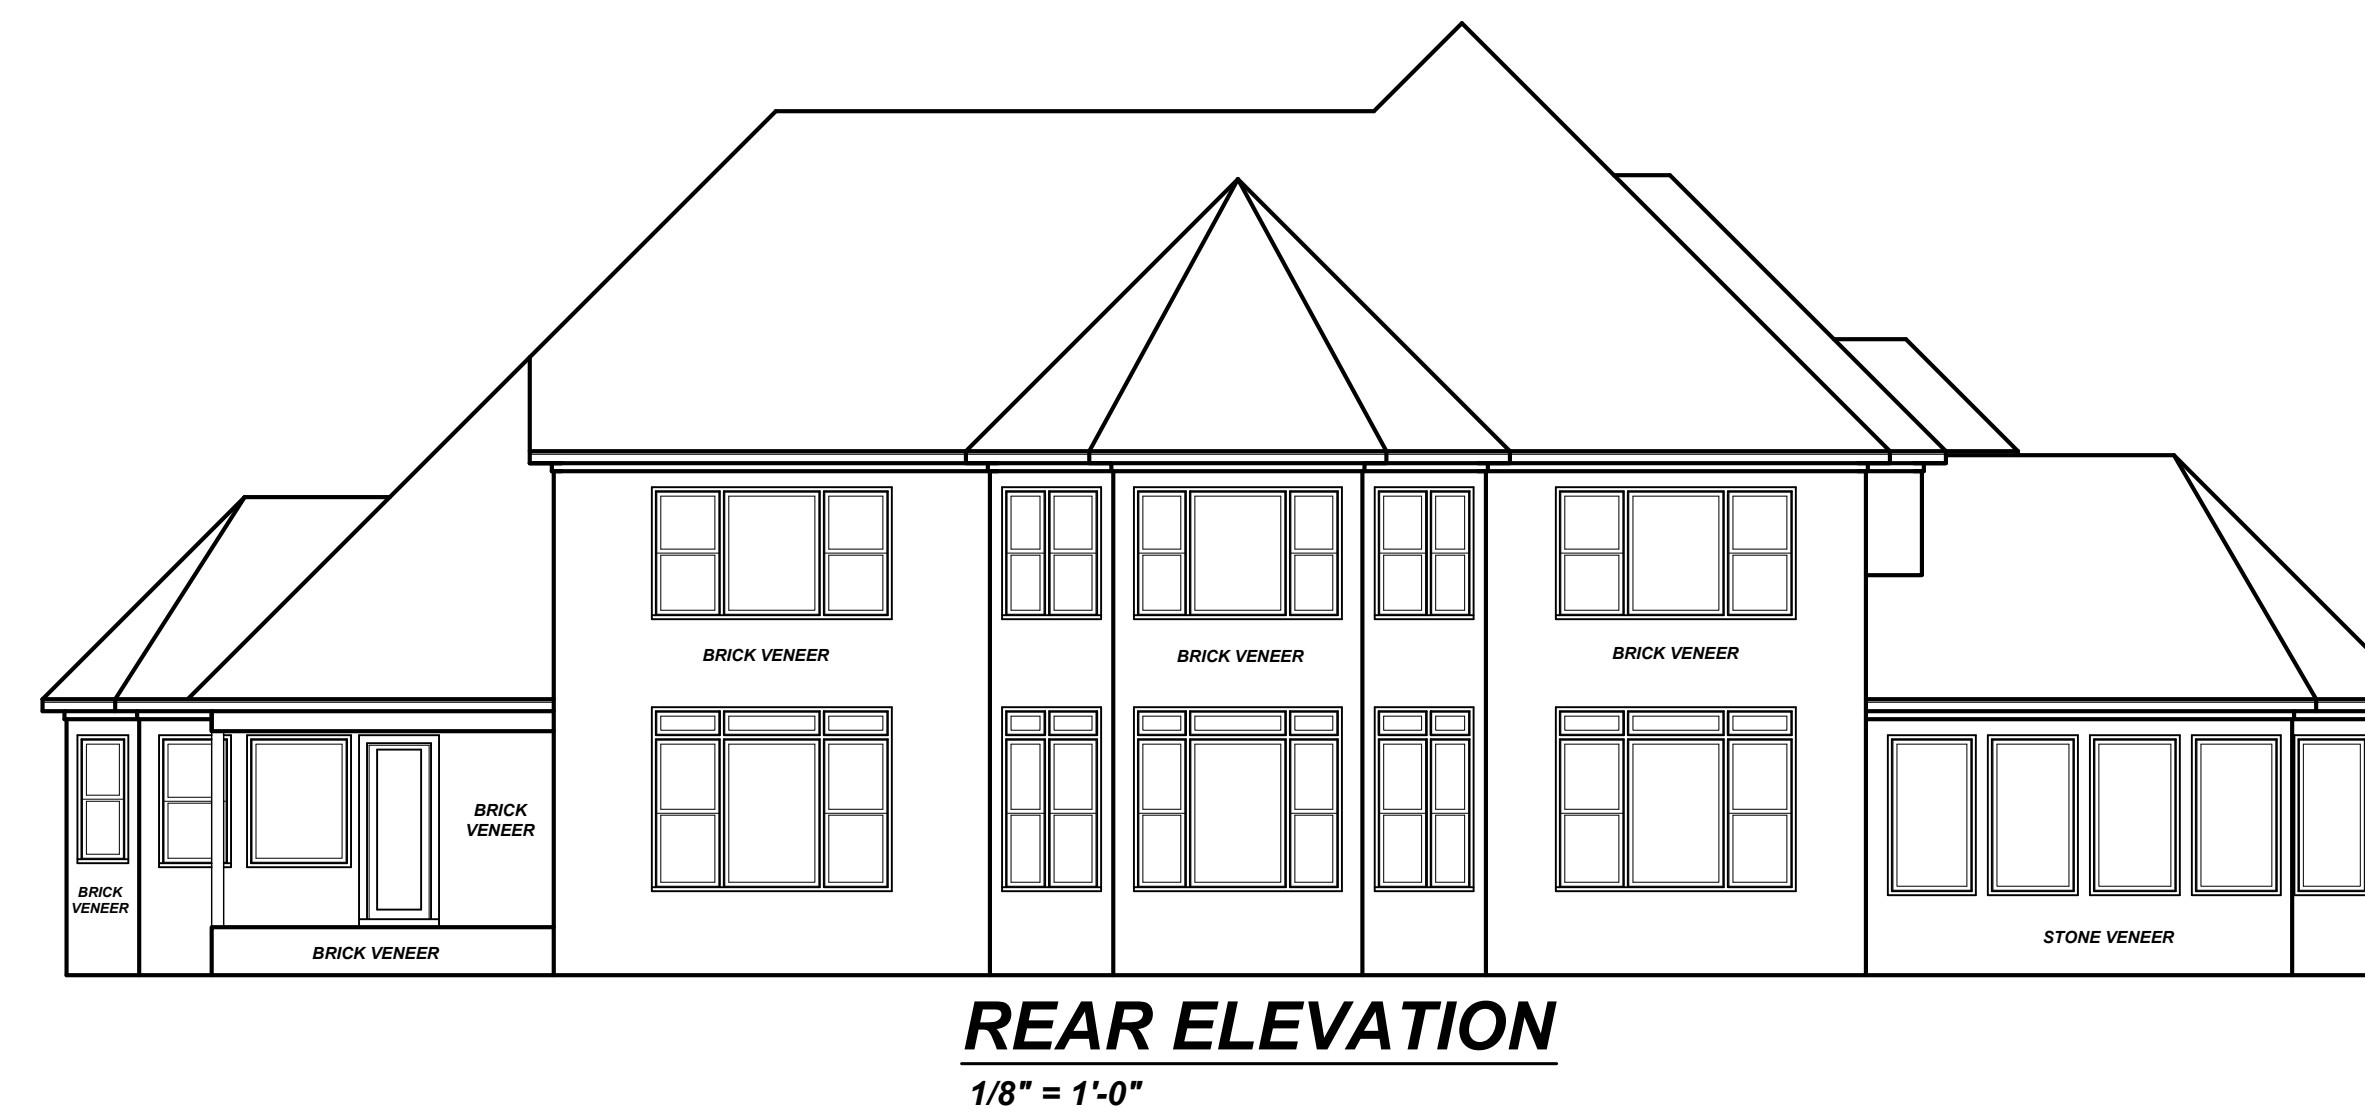 BRICK VENEER
BRICK VENEER
BRICK VENEER
BRICK
VENEER
BRICK
VENEER
BRICK VENEER
STONE VENEER
REAR ELEVATION
1/8" = 1'-0"